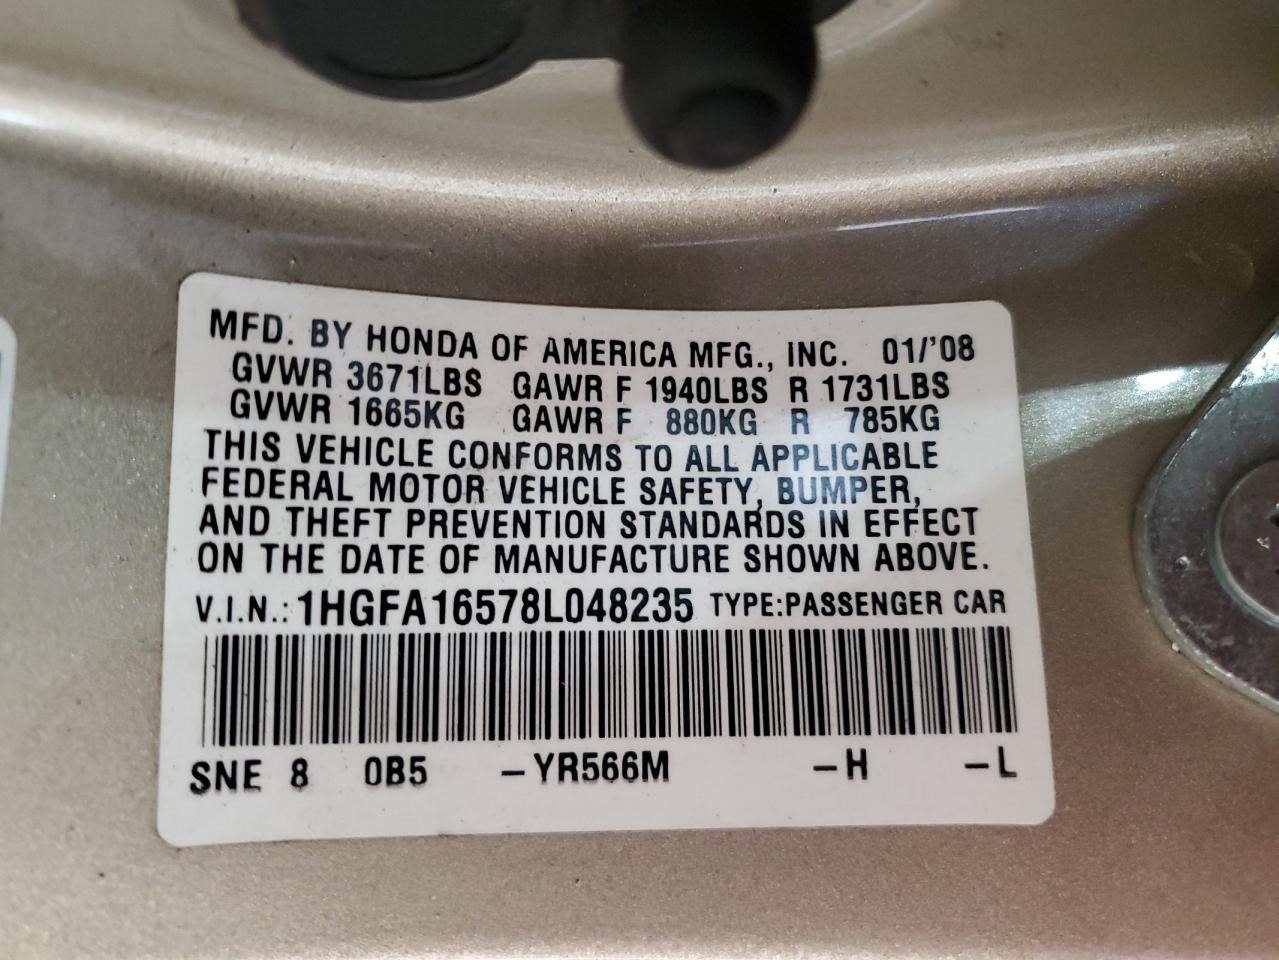 MFD. BY HONDA OF AMERICA MFG., INC. 01/'08
GVWR 3671LBS GAWR F 1940LBS R 1731LBS
GVWR 1665KG GAWR F 880KG R 785KG
THIS VEHICLE CONFORMS TO ALL APPLICABLE
FEDERAL MOTOR VEHICLE SAFETY, BUMPER,
AND THEFT PREVENTION STANDARDS IN EFFECT
ON THE DATE OF MANUFACTURE SHOWN ABOVE.
V.I.N.: 1HGFA16578L048235 TYPE:PASSENGER CAR
SNE 8 0B5 -YR566M -H -L